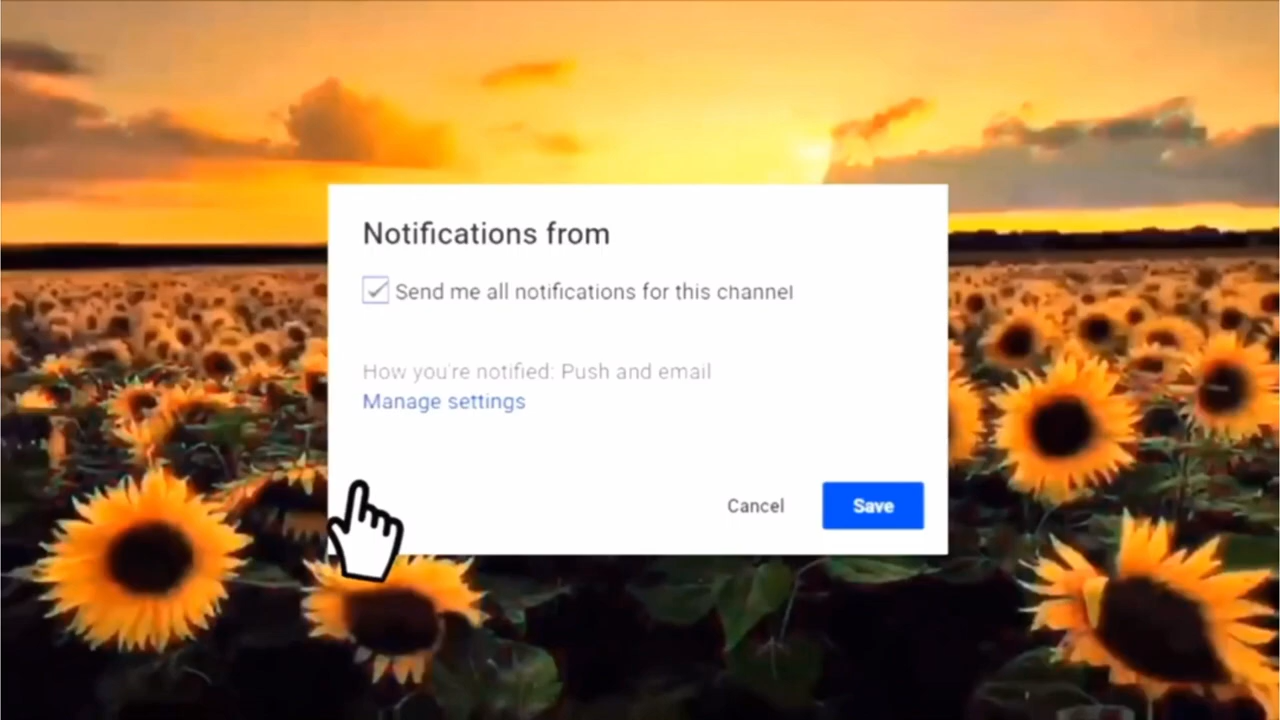 Notifications from
Send me all notifications for this channel
How you're notified: Push and email
Manage settings
Cancel
Save